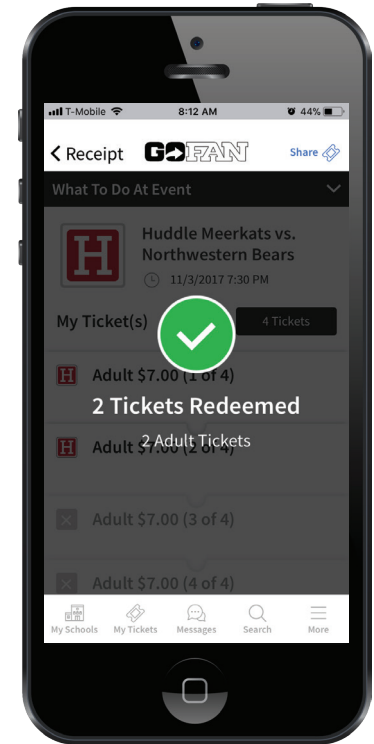 T-Mobile 8:12 AM 44%
Receipt GOFAN Share
What To Do At Event
H Huddle Meerkats vs.
Northwestern Bears
11/3/2017 7:30 PM
My Ticket(s) 4 Tickets
H Adult $7.00 (1 of 4)
2 Tickets Redeemed
2 Adult Tickets
H Adult $7.00 (2 of 4)
Adult $7.00 (3 of 4)
Adult $7.00 (4 of 4)
My Schools My Tickets Messages Search More